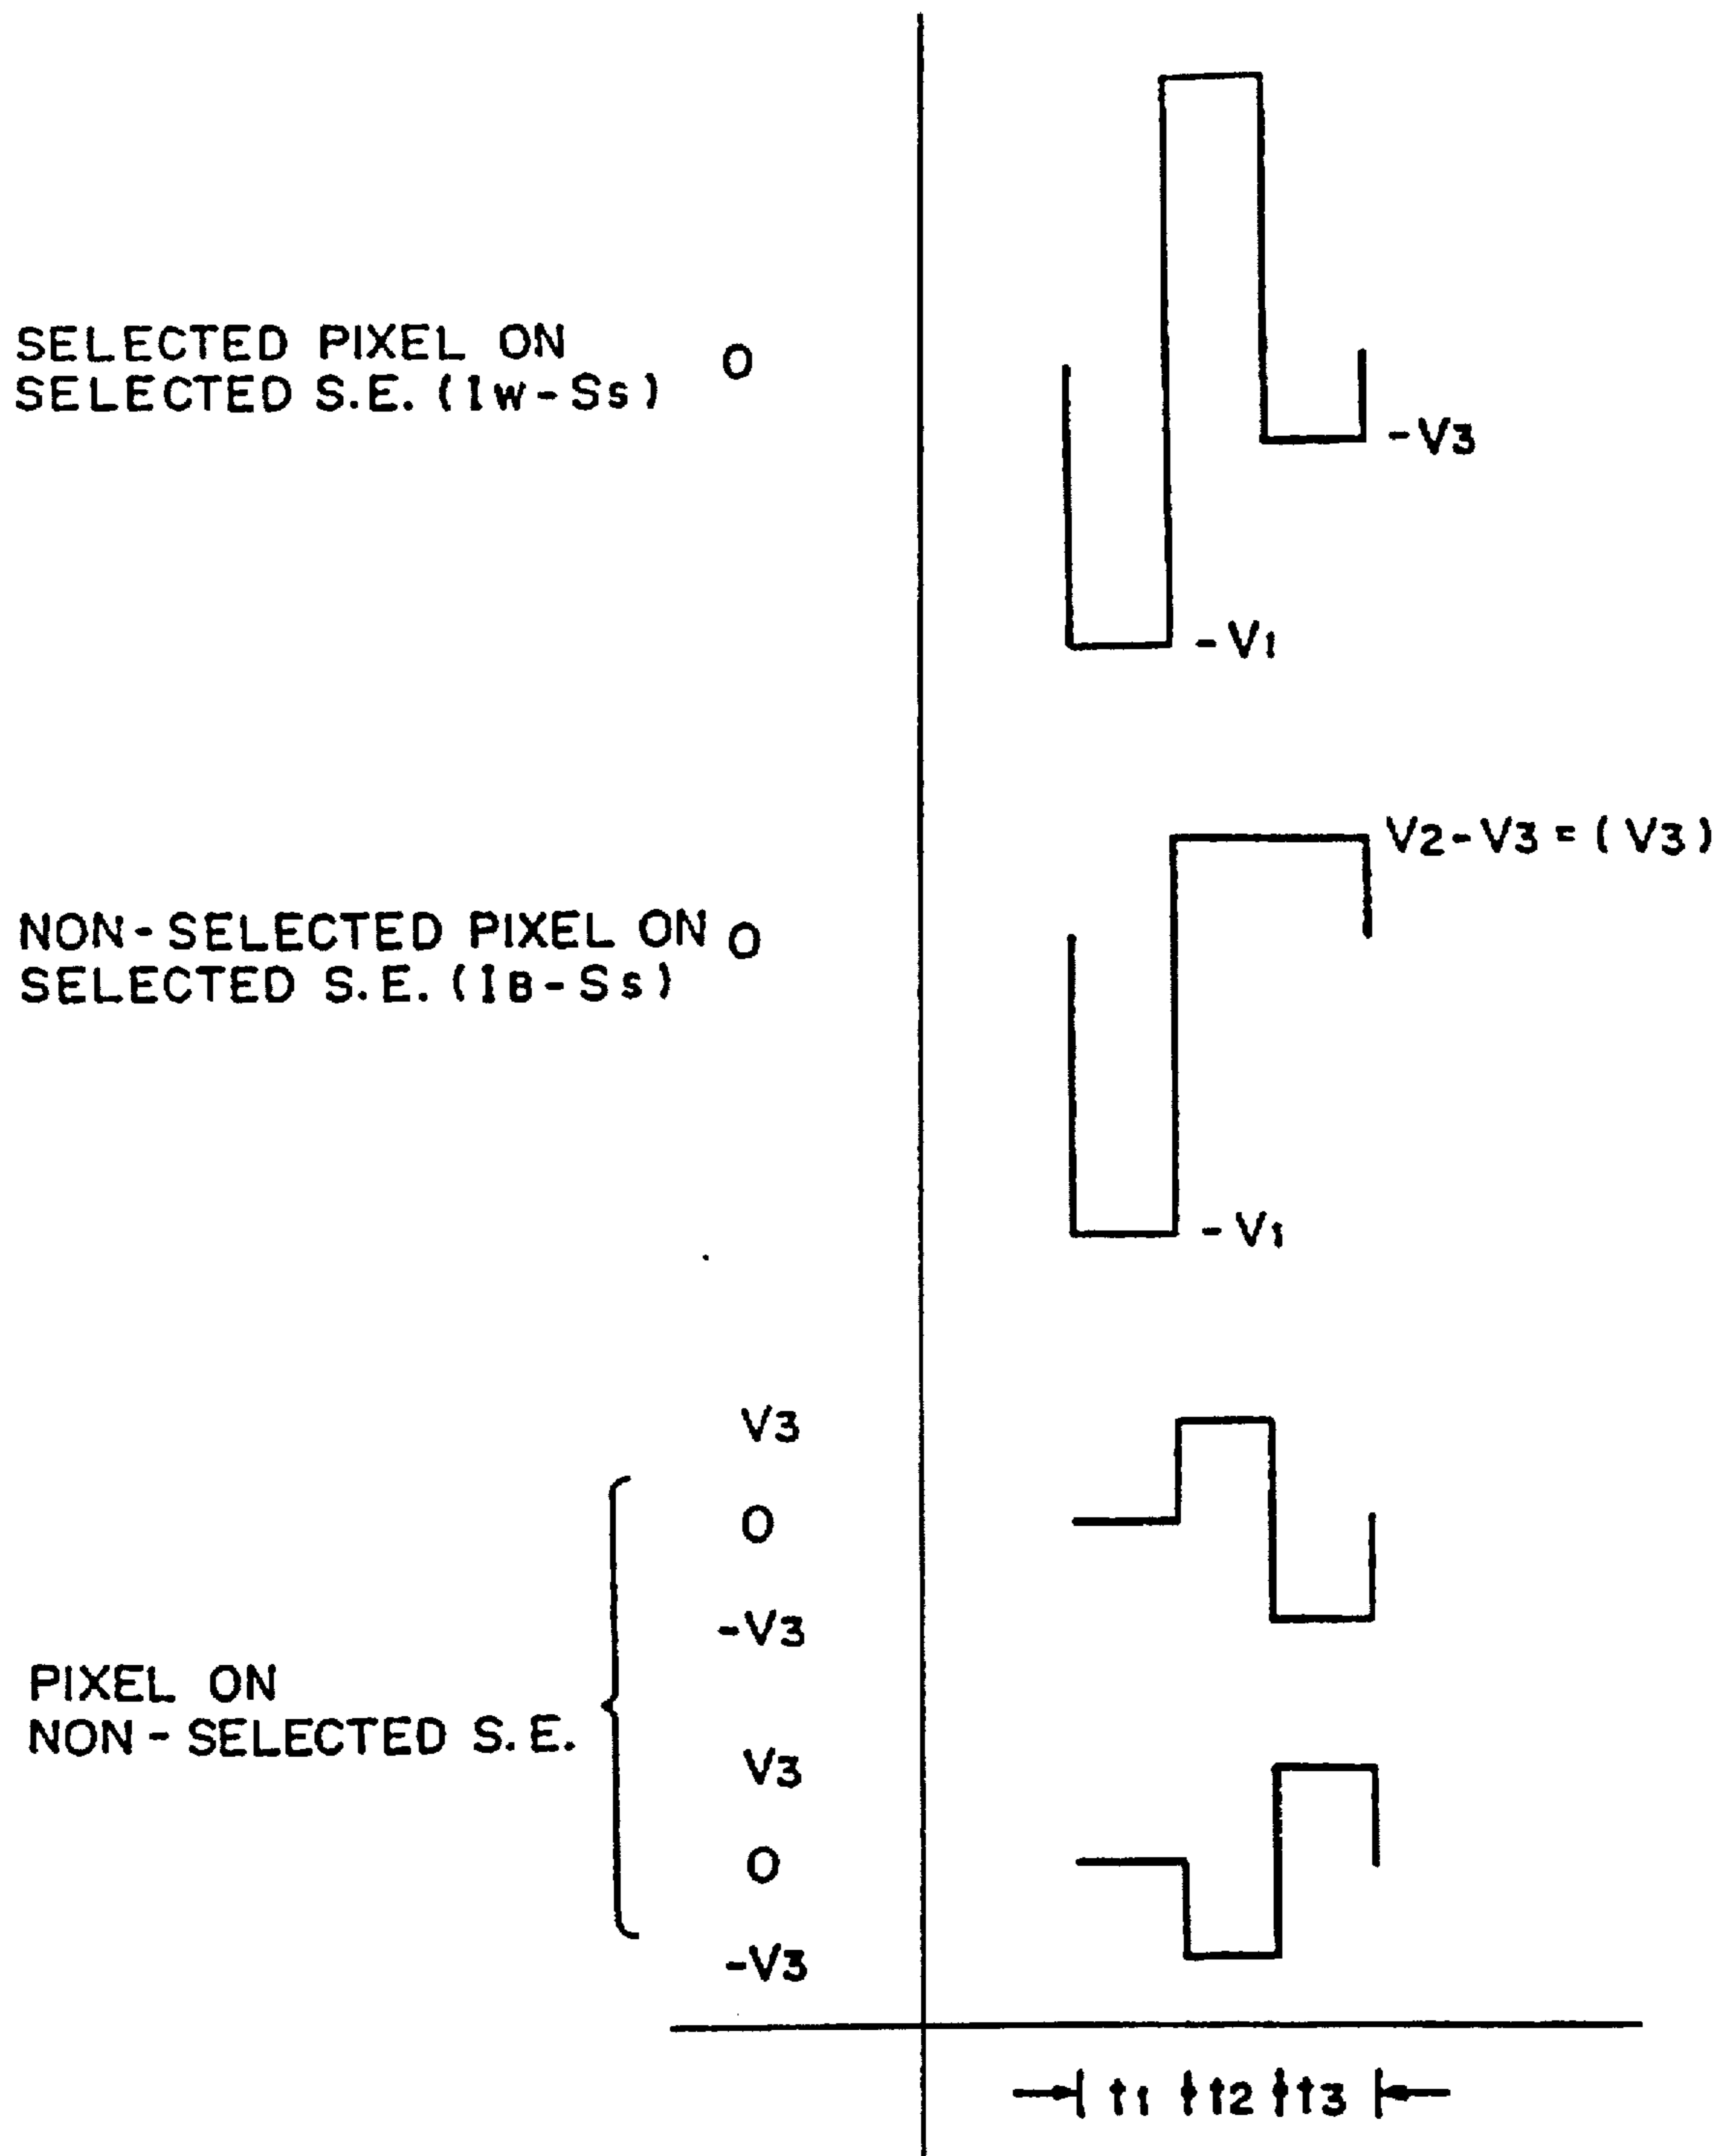 SELECTED PIXEL ON
SELECTED S.E. (IW-Ss)
0
-V3
-V1
V2-V3=(V3)
NON-SELECTED PIXEL ON
SELECTED S.E. (IB-Ss)
0
-V1
V3
0
-V3
PIXEL ON
NON-SELECTED S.E.
V3
0
-V3
t1 t2 t3